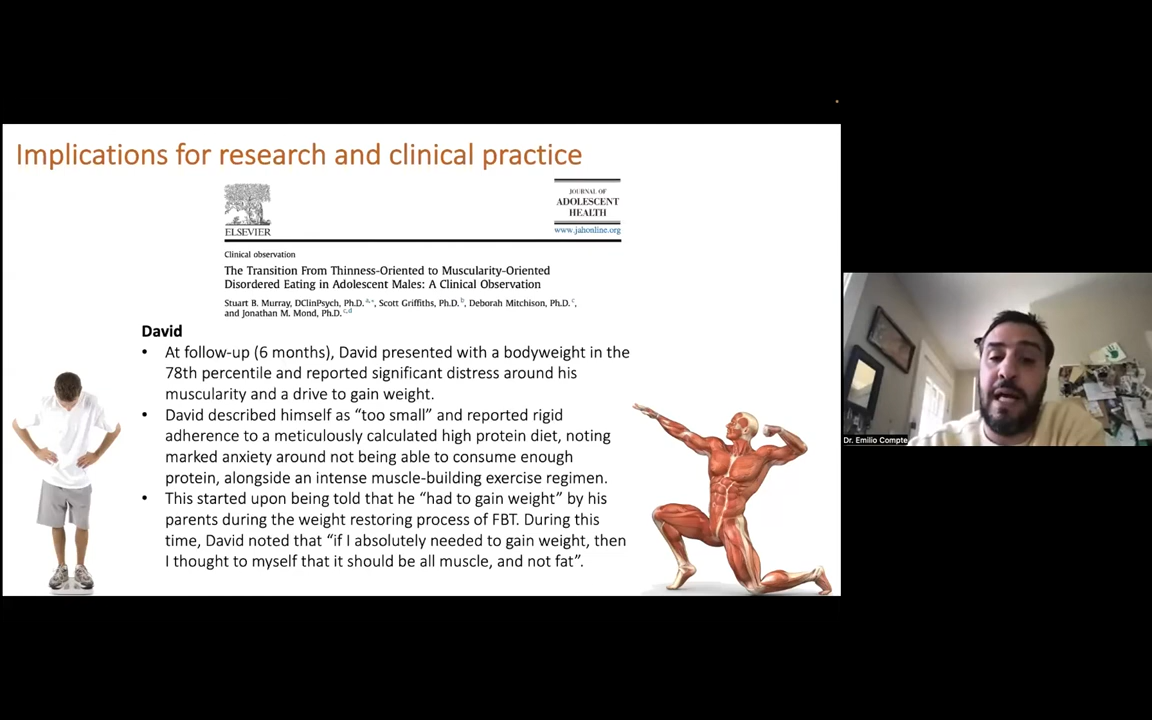 Implications for research and clinical practice
ELSEVIER
JOURNAL OF
ADOLESCENT
HEALTH
www.jahonline.org
Clinical observation
The Transition From Thinness-Oriented to Muscularity-Oriented
Disordered Eating in Adolescent Males: A Clinical Observation
Stuart B. Murray, DClinPsych, Ph.D. a,*, Scott Griffiths, Ph.D. b, Deborah Mitchison, Ph.D. c,
and Jonathan M. Mond, Ph.D. c,d
David
• At follow-up (6 months), David presented with a bodyweight in the
78th percentile and reported significant distress around his
muscularity and a drive to gain weight.
• David described himself as “too small” and reported rigid
adherence to a meticulously calculated high protein diet, noting
marked anxiety around not being able to consume enough
protein, alongside an intense muscle-building exercise regimen.
• This started upon being told that he “had to gain weight” by his
parents during the weight restoring process of FBT. During this
time, David noted that “if I absolutely needed to gain weight, then
I thought to myself that it should be all muscle, and not fat”.
Dr. Emilio Compte